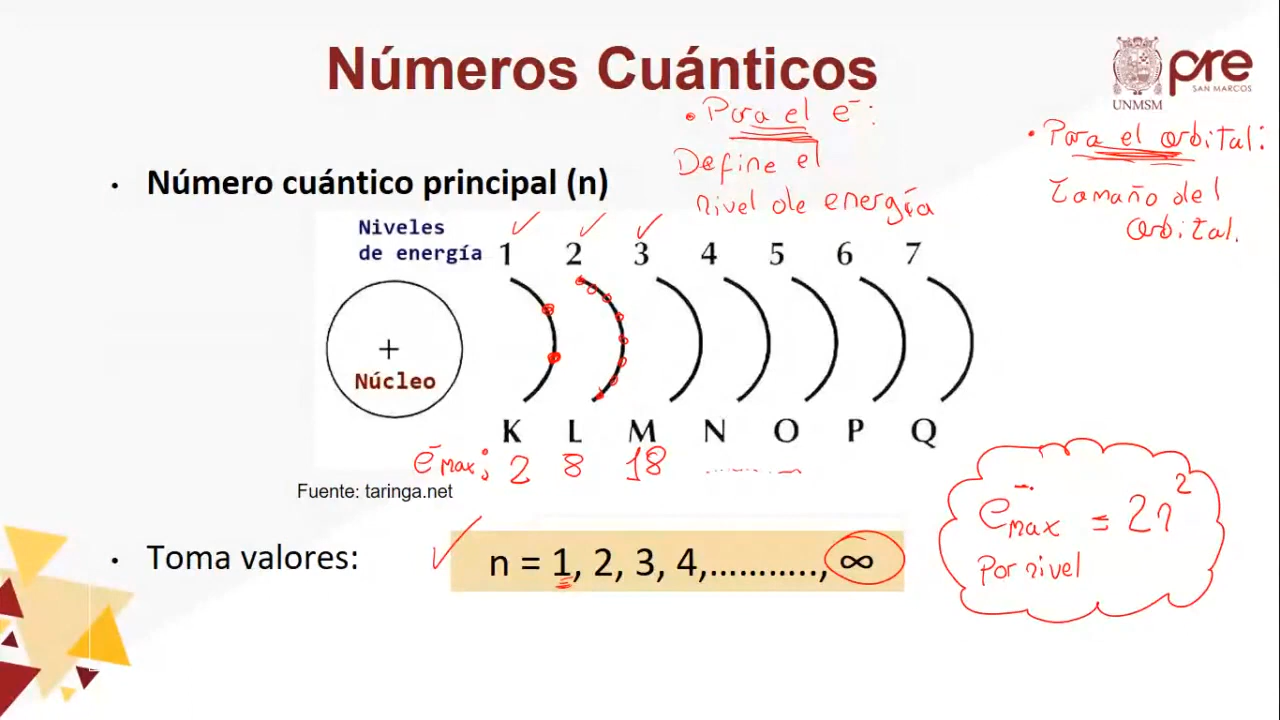 Números Cuánticos
UNMSM
pre
SAN MARCOS
• Para el e⁻:
Define el
nivel de energía
• Para el orbital:
Tamaño del
orbital.
• Número cuántico principal (n)
Niveles
de energía 1 2 3 4 5 6 7
+
Núcleo
K L M N O P Q
e⁻max: 2 8 18 ...........
Fuente: taringa.net
e⁻max = 2n²
Por nivel
• Toma valores:
n = 1, 2, 3, 4,..........., ∞